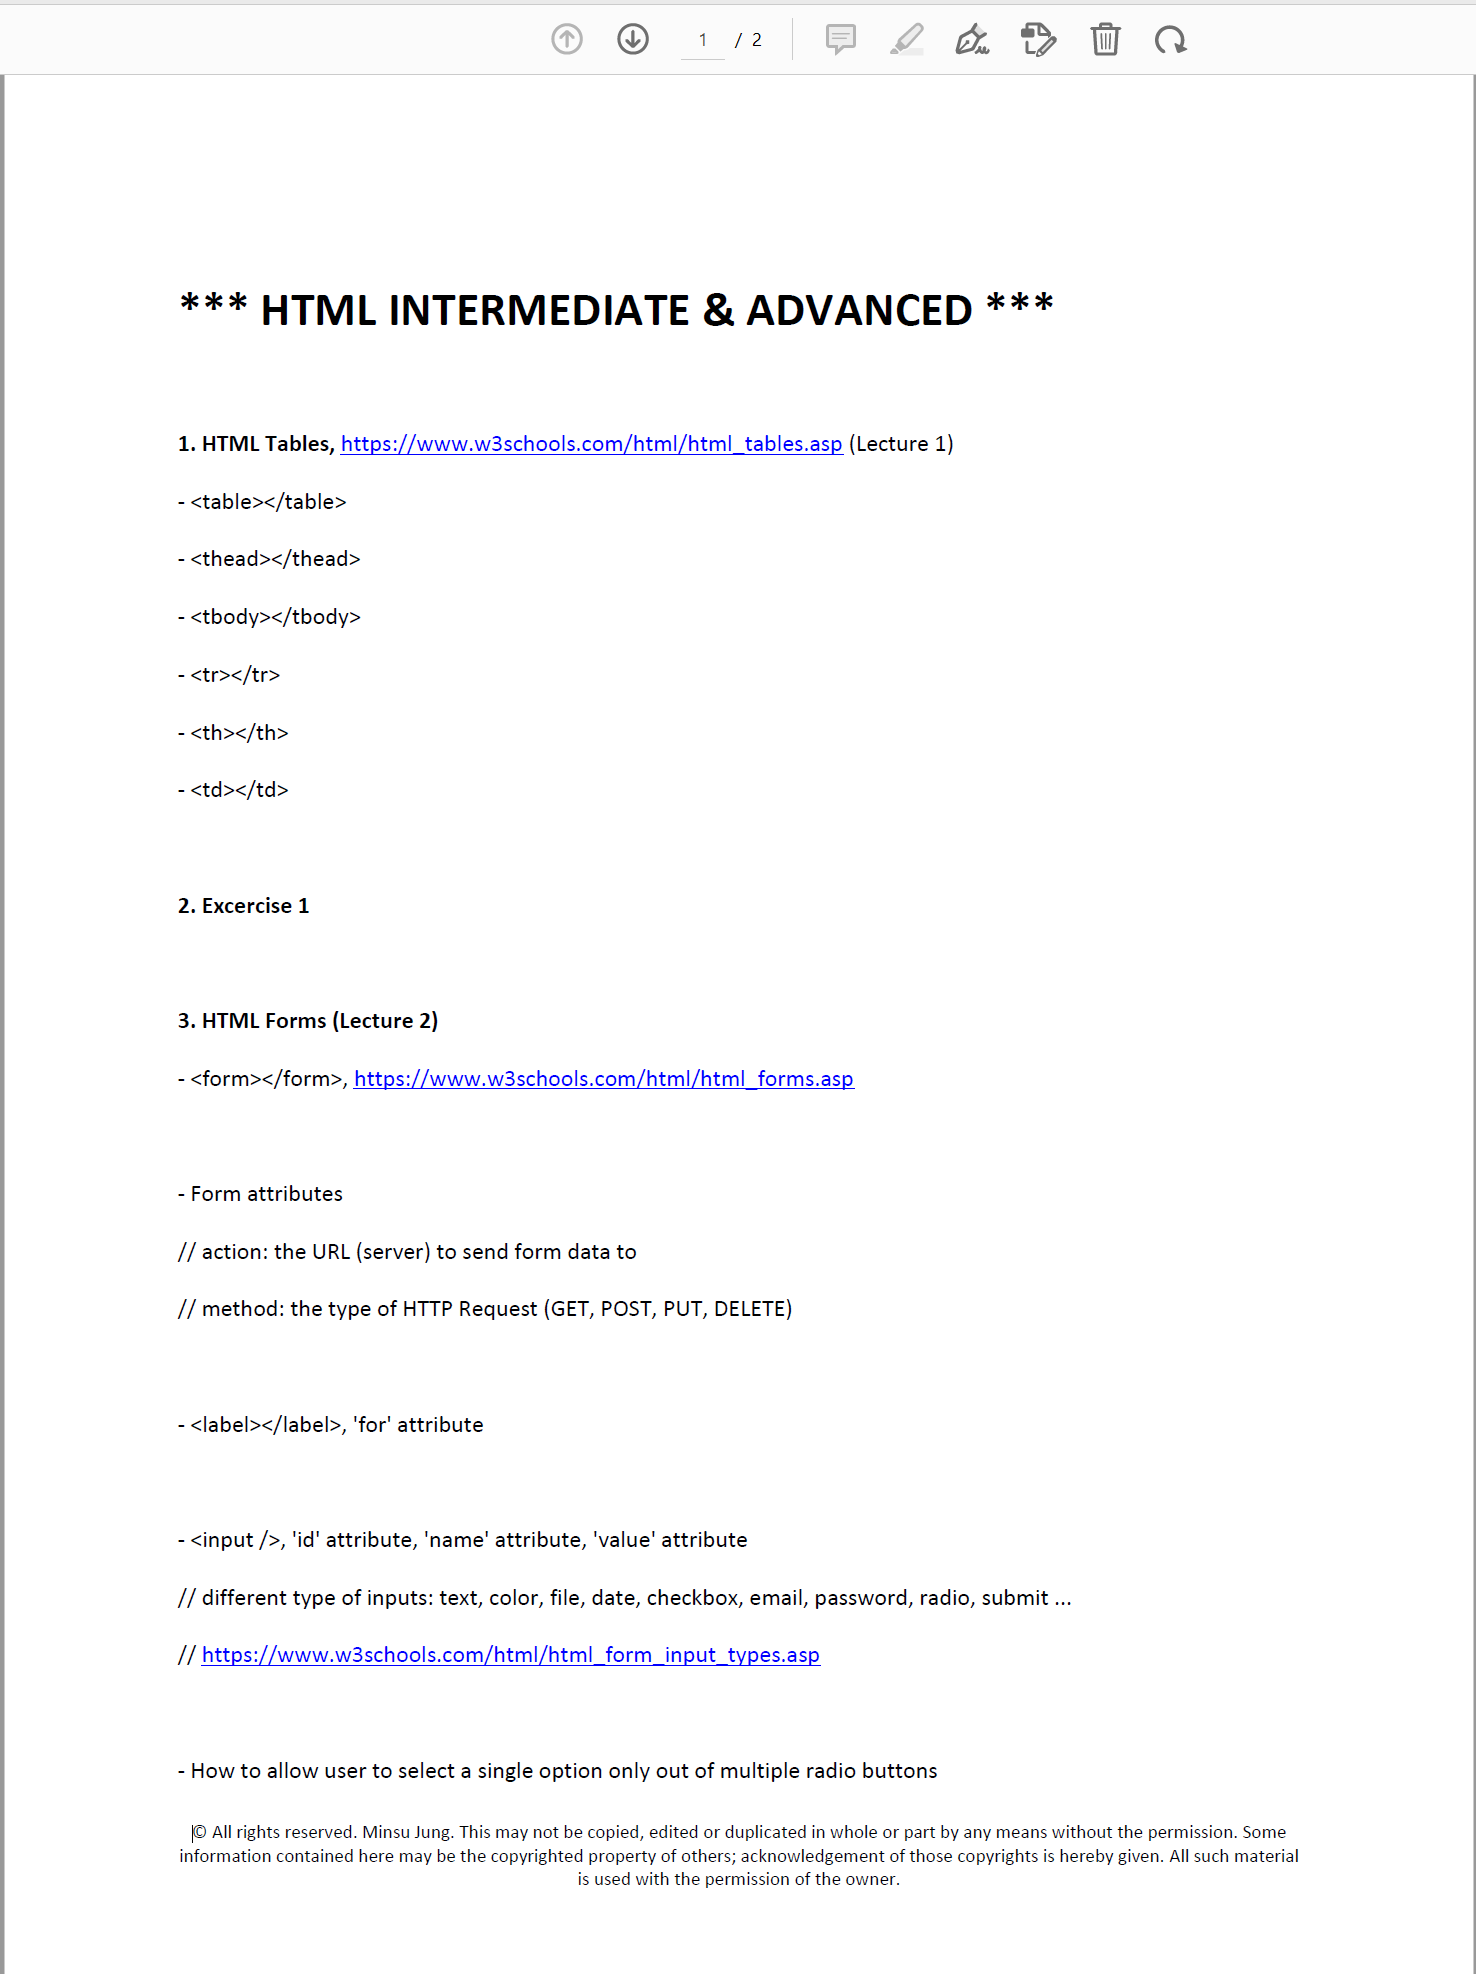 1 / 2
*** HTML INTERMEDIATE & ADVANCED ***
1. HTML Tables, https://www.w3schools.com/html/html_tables.asp (Lecture 1)
- <table></table>
- <thead></thead>
- <tbody></tbody>
- <tr></tr>
- <th></th>
- <td></td>
2. Excercise 1
3. HTML Forms (Lecture 2)
- <form></form>, https://www.w3schools.com/html/html_forms.asp
- Form attributes
// action: the URL (server) to send form data to
// method: the type of HTTP Request (GET, POST, PUT, DELETE)
- <label></label>, 'for' attribute
- <input />, 'id' attribute, 'name' attribute, 'value' attribute
// different type of inputs: text, color, file, date, checkbox, email, password, radio, submit ...
// https://www.w3schools.com/html/html_form_input_types.asp
- How to allow user to select a single option only out of multiple radio buttons
© All rights reserved. Minsu Jung. This may not be copied, edited or duplicated in whole or part by any means without the permission. Some
information contained here may be the copyrighted property of others; acknowledgement of those copyrights is hereby given. All such material
is used with the permission of the owner.